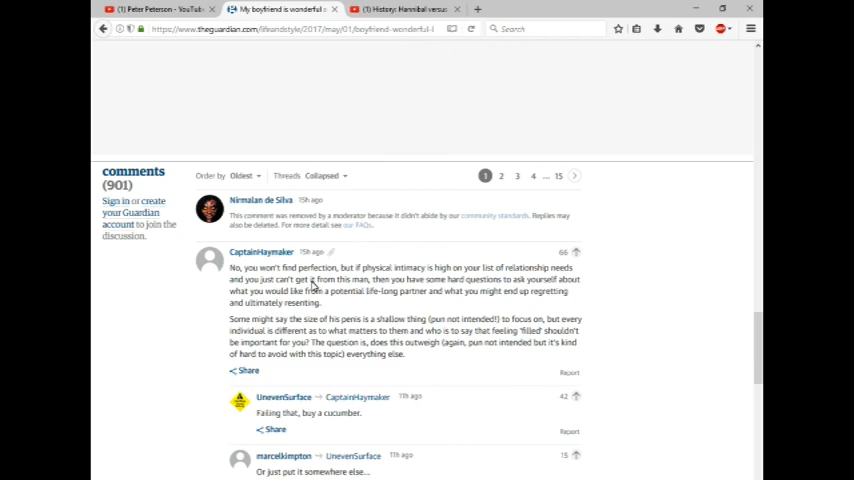 (1) Peter Peterson - YouTub
My boyfriend is wonderful a
(1) History: Hannibal versus
https://www.theguardian.com/lifeandstyle/2017/may/01/boyfriend-wonderful-l
Search
comments
(901)
Sign in or create
your Guardian
account to join the
discussion.
Order by Oldest Threads Collapsed
1 2 3 4 ... 15
Nirmalan de Silva 15h ago
This comment was removed by a moderator because it didn't abide by our community standards. Replies may
also be deleted. For more detail see our FAQs.
CaptainHaymaker 15h ago 66
No, you won't find perfection, but if physical intimacy is high on your list of relationship needs
and you just can't get it from this man, then you have some hard questions to ask yourself about
what you would like from a potential life-long partner and what you might end up regretting
and ultimately resenting.
Some might say the size of his penis is a shallow thing (pun not intended!) to focus on, but every
individual is different as to what matters to them and who is to say that feeling 'filled' shouldn't
be important for you? The question is, does this outweigh (again, pun not intended but it's kind
of hard to avoid with this topic) everything else.
Share Report
UnevenSurface CaptainHaymaker 11h ago 42
Failing that, buy a cucumber.
Share Report
marcelkimpton UnevenSurface 11h ago 15
Or just put it somewhere else...